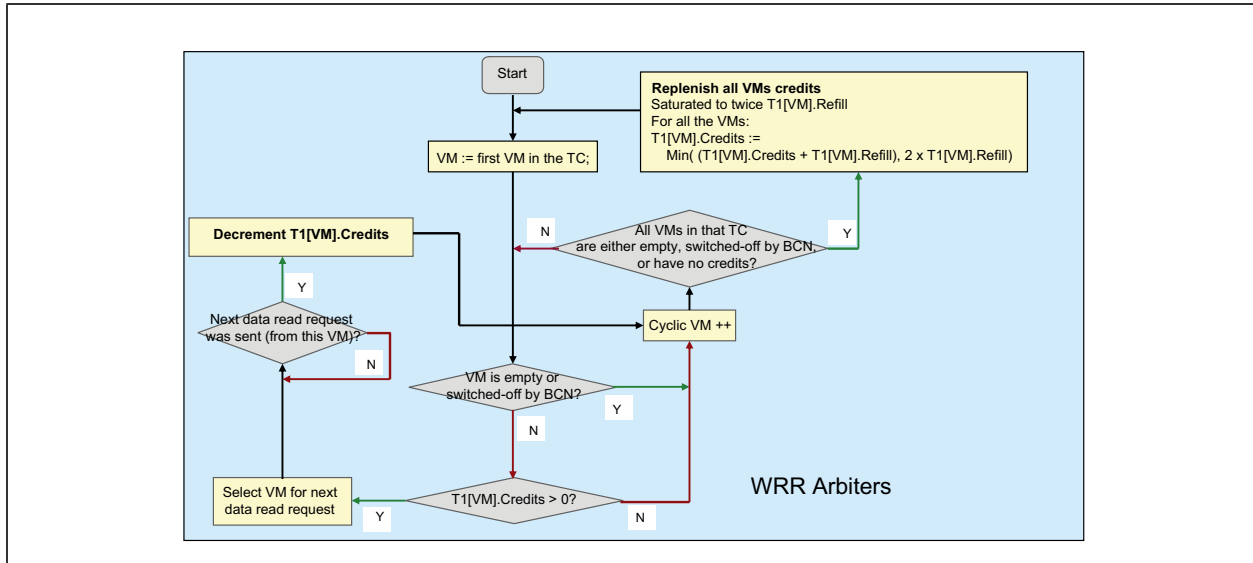 Start
Replenish all VMs credits
Saturated to twice T1[VM].Refill
For all the VMs:
T1[VM].Credits :=
Min( (T1[VM].Credits + T1[VM].Refill), 2 x T1[VM].Refill)
VM := first VM in the TC;
N
All VMs in that TC
are either empty, switched-off by BCN,
or have no credits?
Y
Decrement T1[VM].Credits
Y
Next data read request
was sent (from this VM)?
N
Cyclic VM ++
VM is empty or
switched-off by BCN?
Y
N
Select VM for next
data read request
Y
T1[VM].Credits > 0?
N
WRR Arbiters